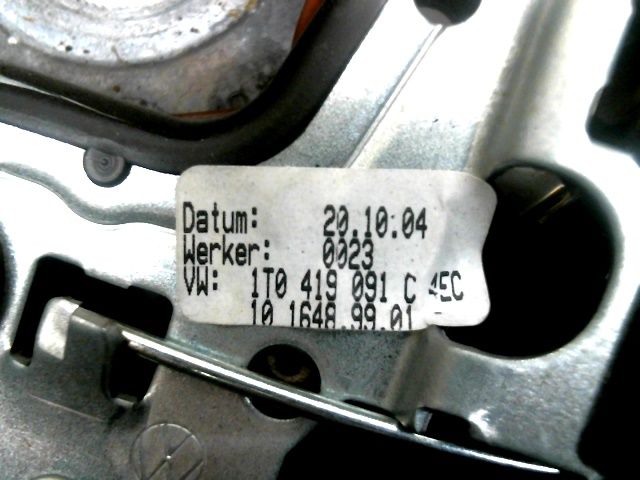 Datum: 20.10.04
Werker: 0023
VW: 1T0 419 091 C 4EC
10 1648.99.01 -